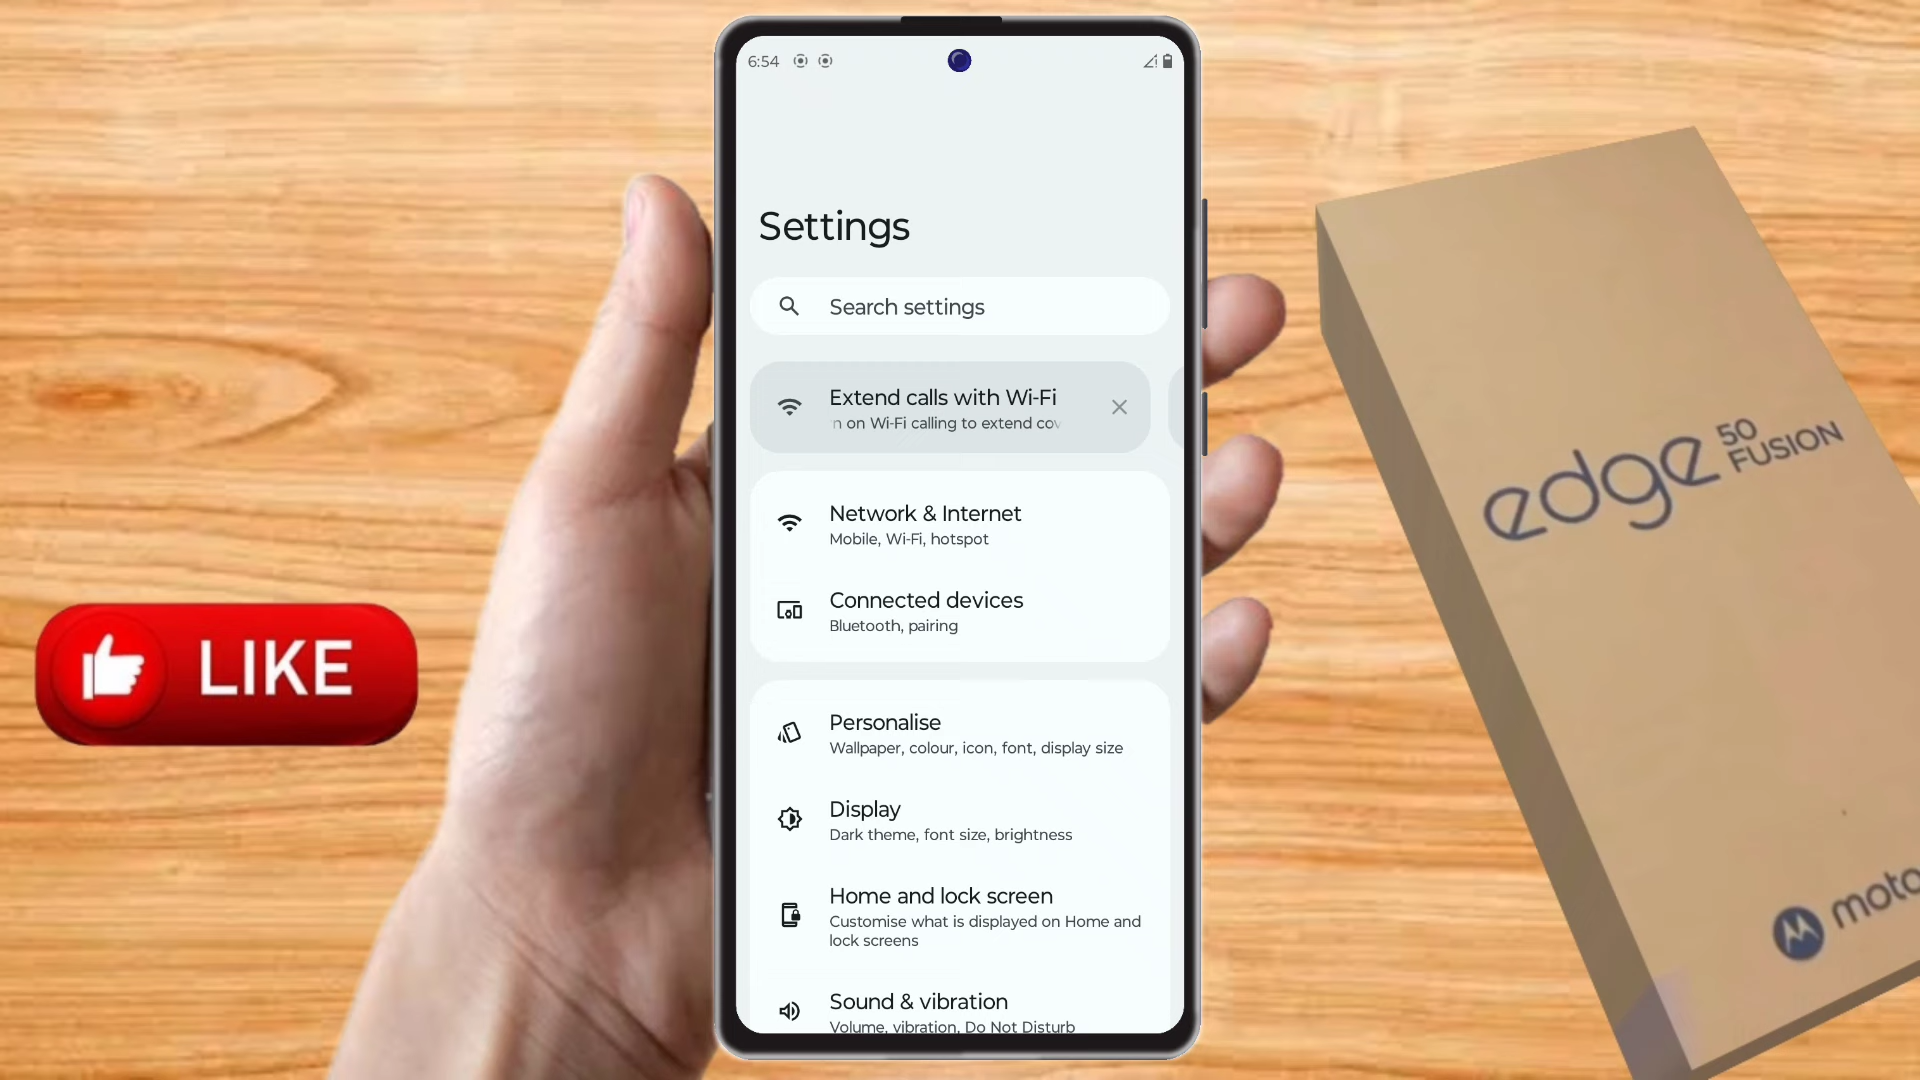 6:54
Settings
Search settings
Extend calls with Wi-Fi
n on Wi-Fi calling to extend cov
Network & Internet
Mobile, Wi-Fi, hotspot
Connected devices
Bluetooth, pairing
Personalise
Wallpaper, colour, icon, font, display size
Display
Dark theme, font size, brightness
Home and lock screen
Customise what is displayed on Home and
lock screens
Sound & vibration
Volume, vibration, Do Not Disturb
LIKE
edge 50
FUSION
moto